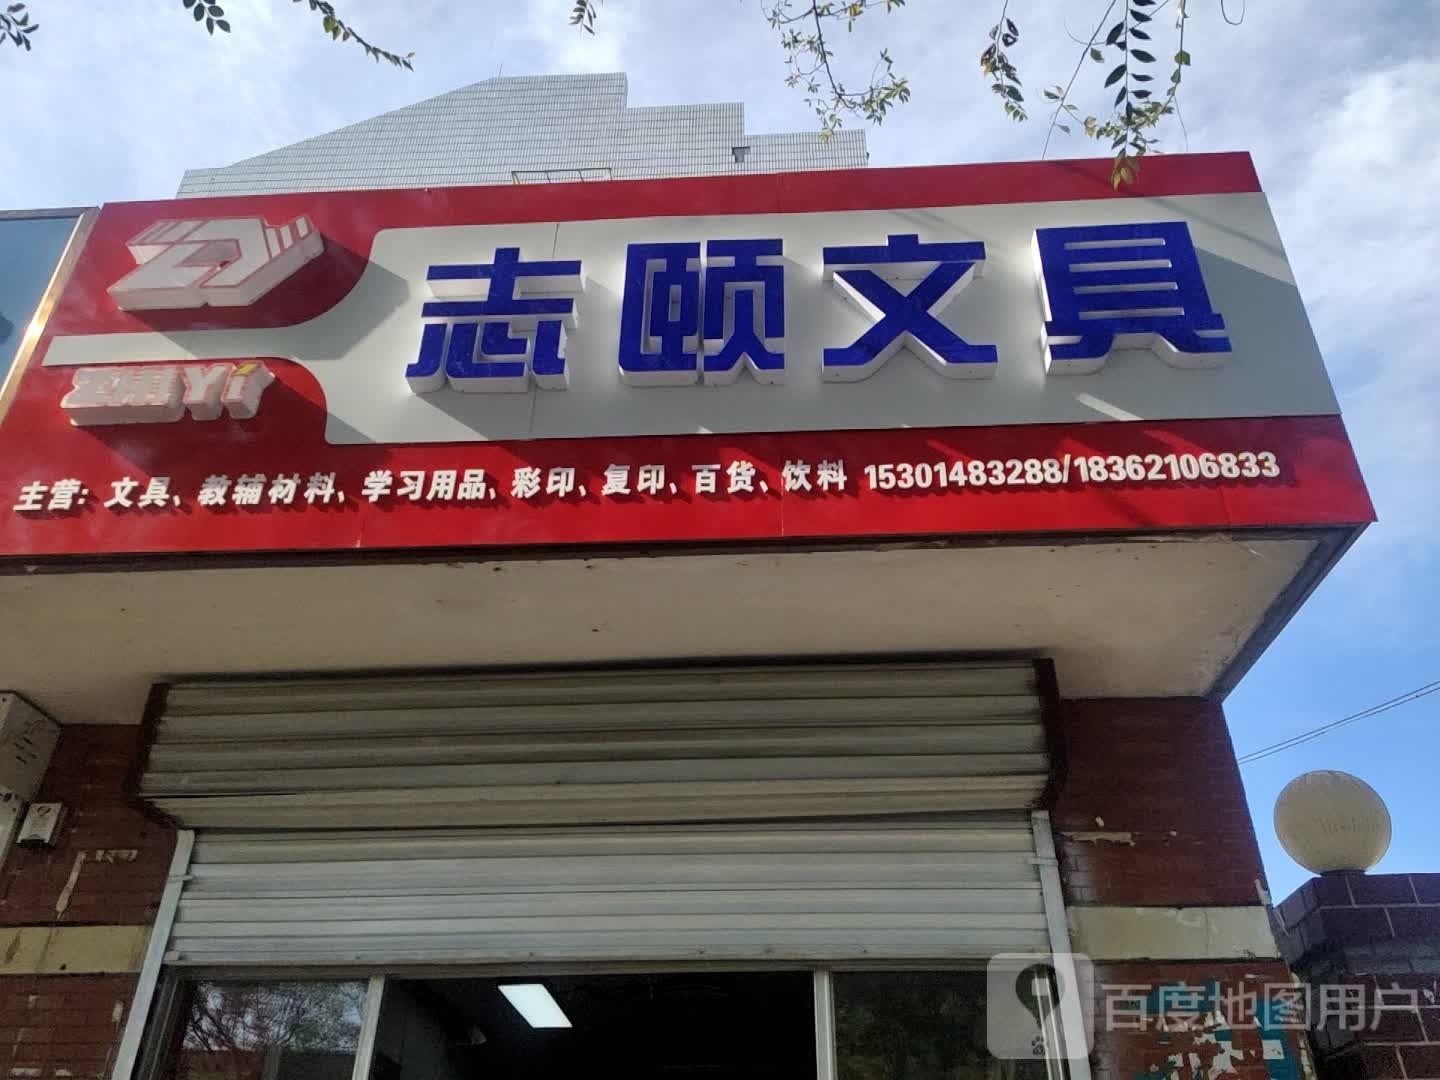 志颐文具
ZHiYi
主营：文具、教辅材料、学习用品、彩印、复印、百货、饮料 15301483288/18362106833
百度地图用户